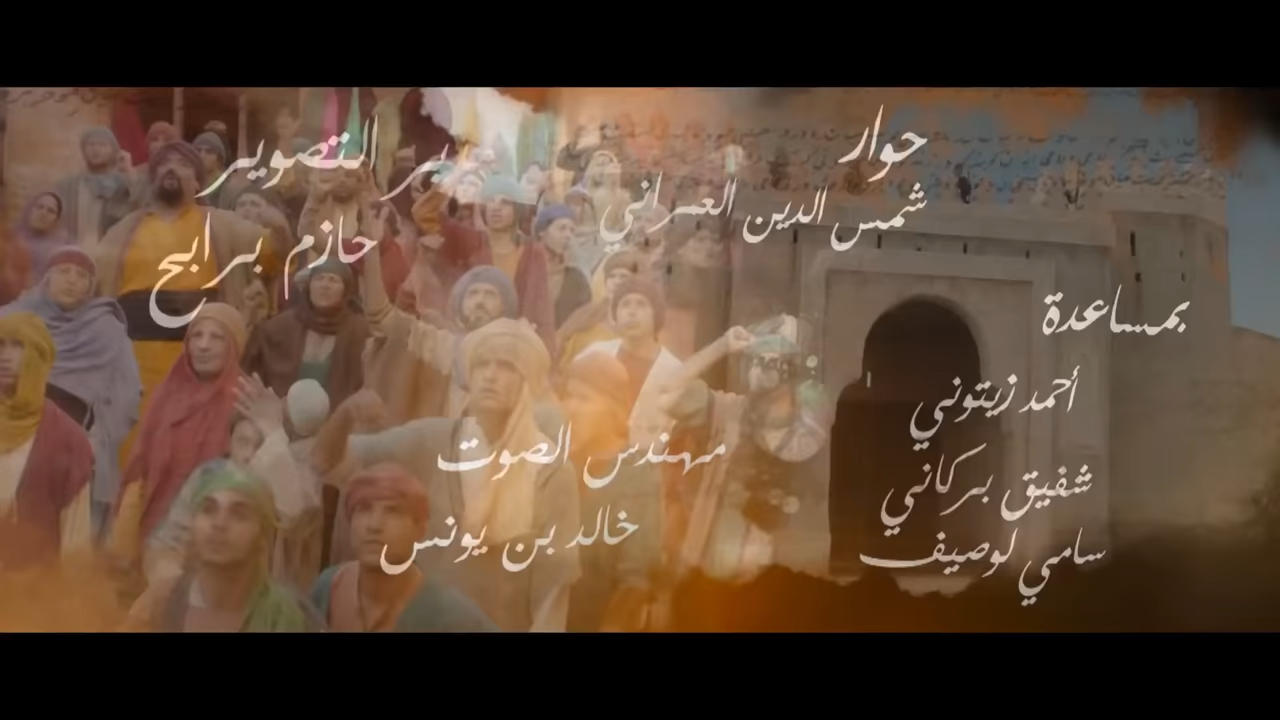 حوار
شمس الدين العمراني
بمساعدة
أحمد زيتوني
شفيق بركاني
سامي لوصيف
مدير التصوير
حازم برابح
مهندس الصوت
خالد بن يونس